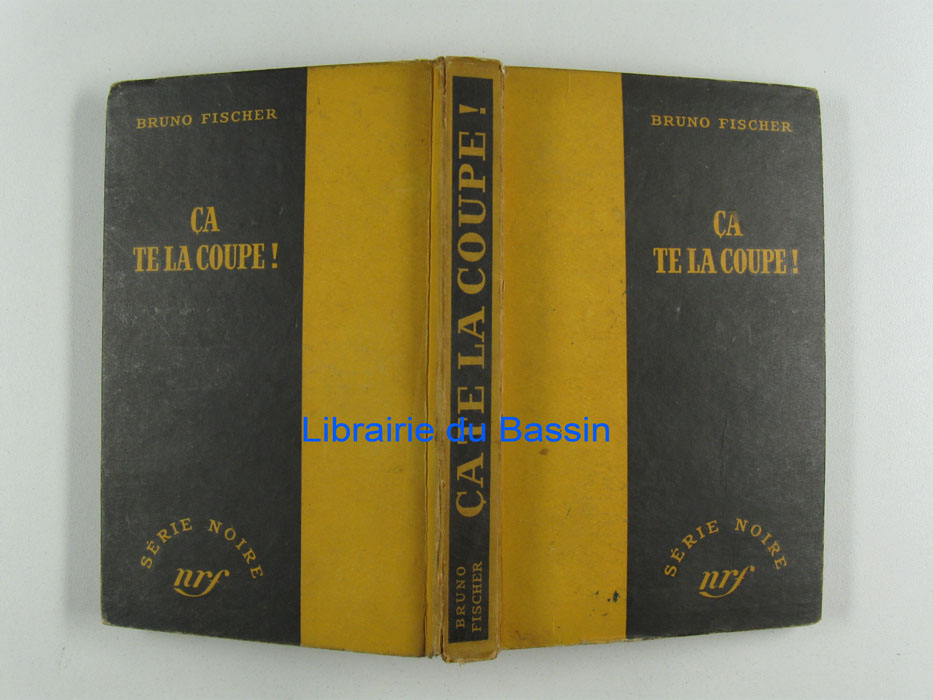 BRUNO FISCHER
ÇA
TE LA COUPE !
SÉRIE NOIRE
nrf
BRUNO
FISCHER
ÇA TE LA COUPE !
BRUNO FISCHER
ÇA
TE LA COUPE !
SÉRIE NOIRE
nrf
Librairie du Bassin